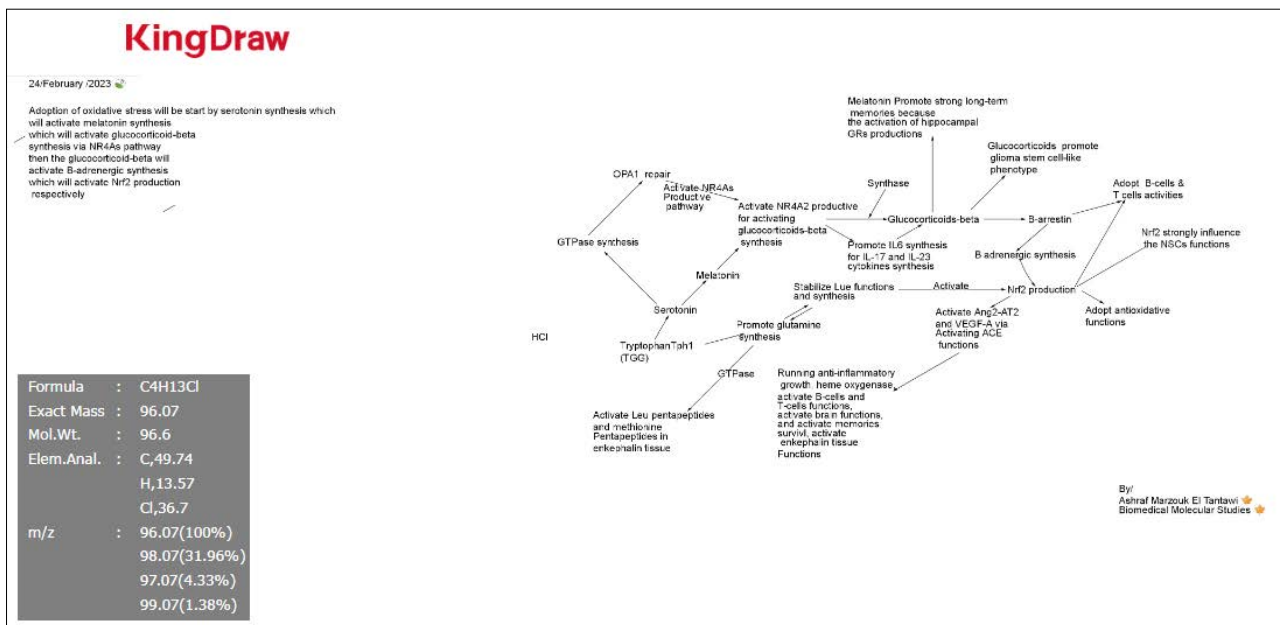 KingDraw
24/February /2023
Adoption of oxidative stress will be start by serotonin synthesis which
will activate melatonin synthesis
which will activate glucocorticoid-beta
synthesis via NR4As pathway
then the glucocorticoid-beta will
activate B-adrenergic synthesis
which will activate Nrf2 production
respectively
Melatonin Promote strong long-term
memories because
the activation of hippocampal
GRe productions
Glucocorticoids promote
glioma stem cell-like
phenotype
OPA1 repair
Activate NR4As
Productive
pathway
Synthase
Adopt B-cells &
T cells activities
Activate NR4A2 productive
for activating
glucocorticoids-beta
synthesis
Glucocorticoids-beta
B-arrestin
GTPase synthesis
Promote IL6 synthesis
for IL-17 and IL-23
cytokines synthesis
B adrenergic synthesis
Nrf2 strongly influence
the NSCs functions
Melatonin
Stabilize Lue functions
and synthesis
Activate
Nrf2 production
Serotonin
Promote glutamine
synthesis
Activate Ang2-AT2
and VEGF-A via
Activating ACE
functions
Adopt antioxidative
functions
HCl
TryptophanTph1
(TGG)
GTPase
Running anti-inflammatory
growth, heme oxygenase,
activate B-cells and
T-cells functions,
activate brain functions,
and activate memories
survivl, activate
enkephalin tissue
Functions
Activate Leu pentapeptides
and methionine
Pentapeptides in
enkephalin tissue
Formula : C4H13Cl
Exact Mass : 96.07
Mol.Wt. : 96.6
Elem.Anal. : C,49.74
H,13.57
Cl,36.7
m/z : 96.07(100%)
98.07(31.96%)
97.07(4.33%)
99.07(1.38%)
By/
Ashraf Marzouk El Tantawi
Biomedical Molecular Studies